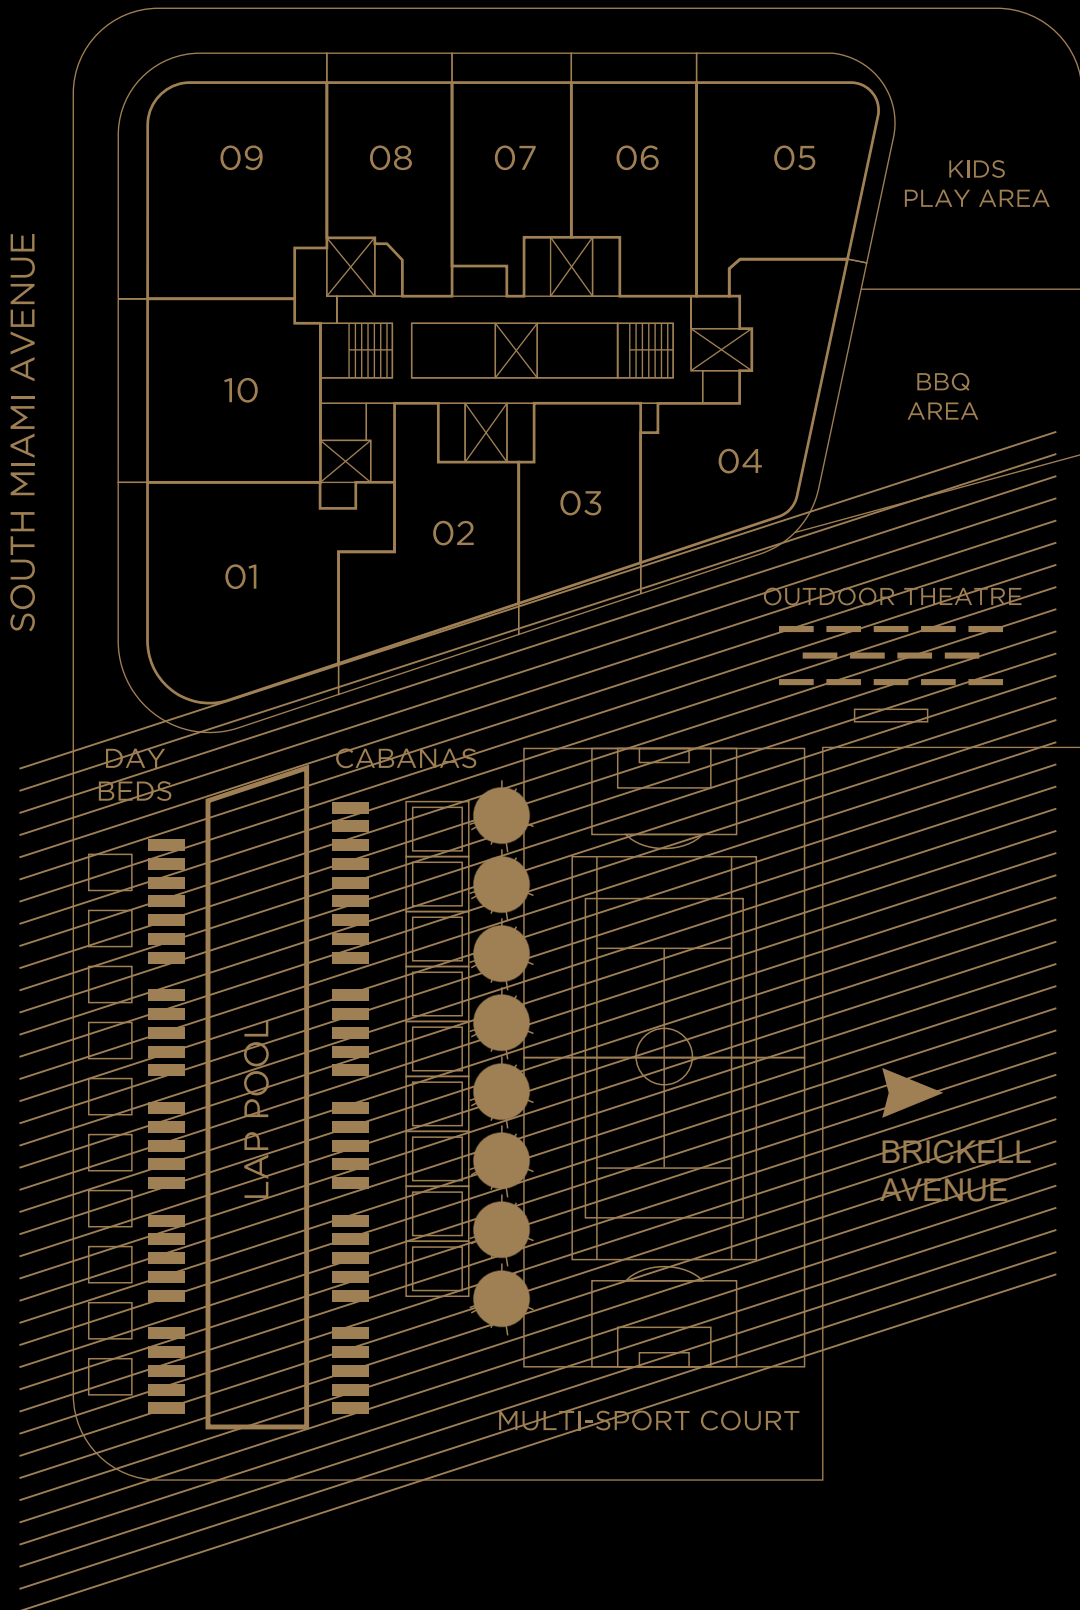 09
08
07
06
05
KIDS
PLAY AREA
SOUTH MIAMI AVENUE
10
BBQ
AREA
04
03
02
01
OUTDOOR THEATRE
DAY
BEDS
CABANAS
LAP POOL
BRICKELL
AVENUE
MULTI-SPORT COURT